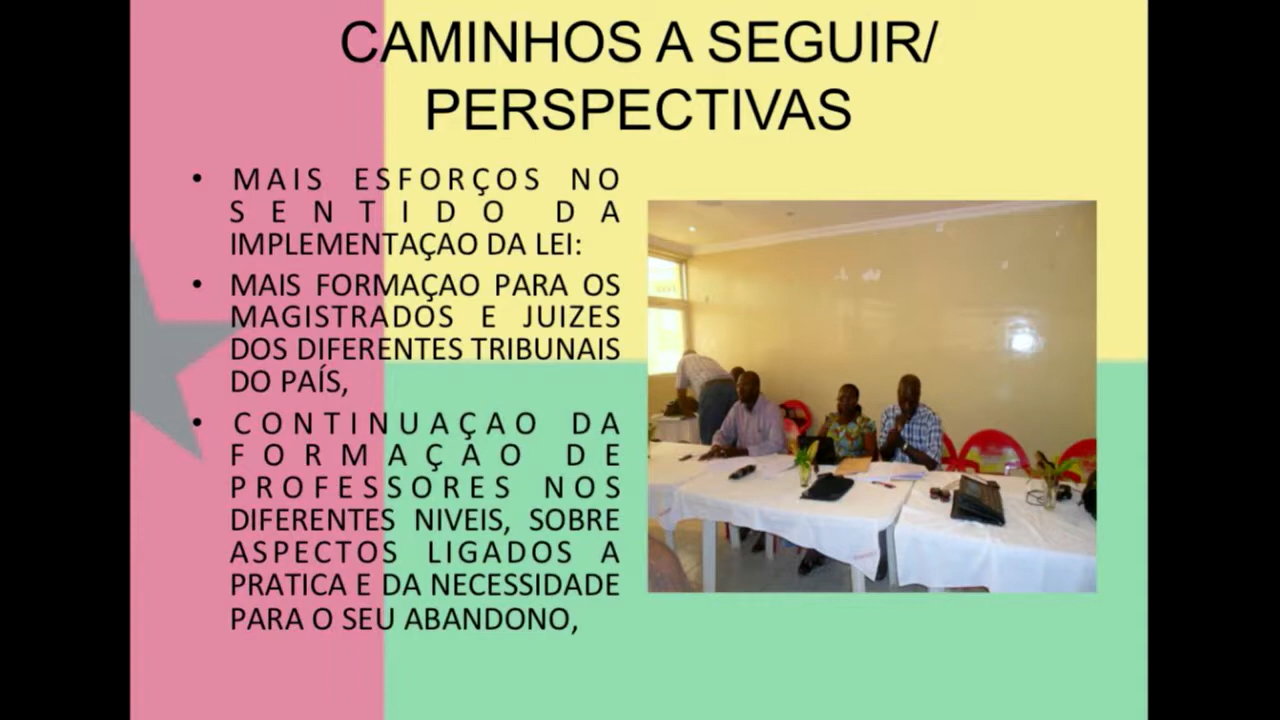 CAMINHOS A SEGUIR/
PERSPECTIVAS
• MAIS ESFORÇOS NO
SENTIDO DA
IMPLEMENTAÇAO DA LEI:
• MAIS FORMAÇAO PARA OS
MAGISTRADOS E JUIZES
DOS DIFERENTES TRIBUNAIS
DO PAÍS,
• CONTINUAÇAO DA
FORMAÇAO DE
PROFESSORES NOS
DIFERENTES NIVEIS, SOBRE
ASPECTOS LIGADOS A
PRATICA E DA NECESSIDADE
PARA O SEU ABANDONO,